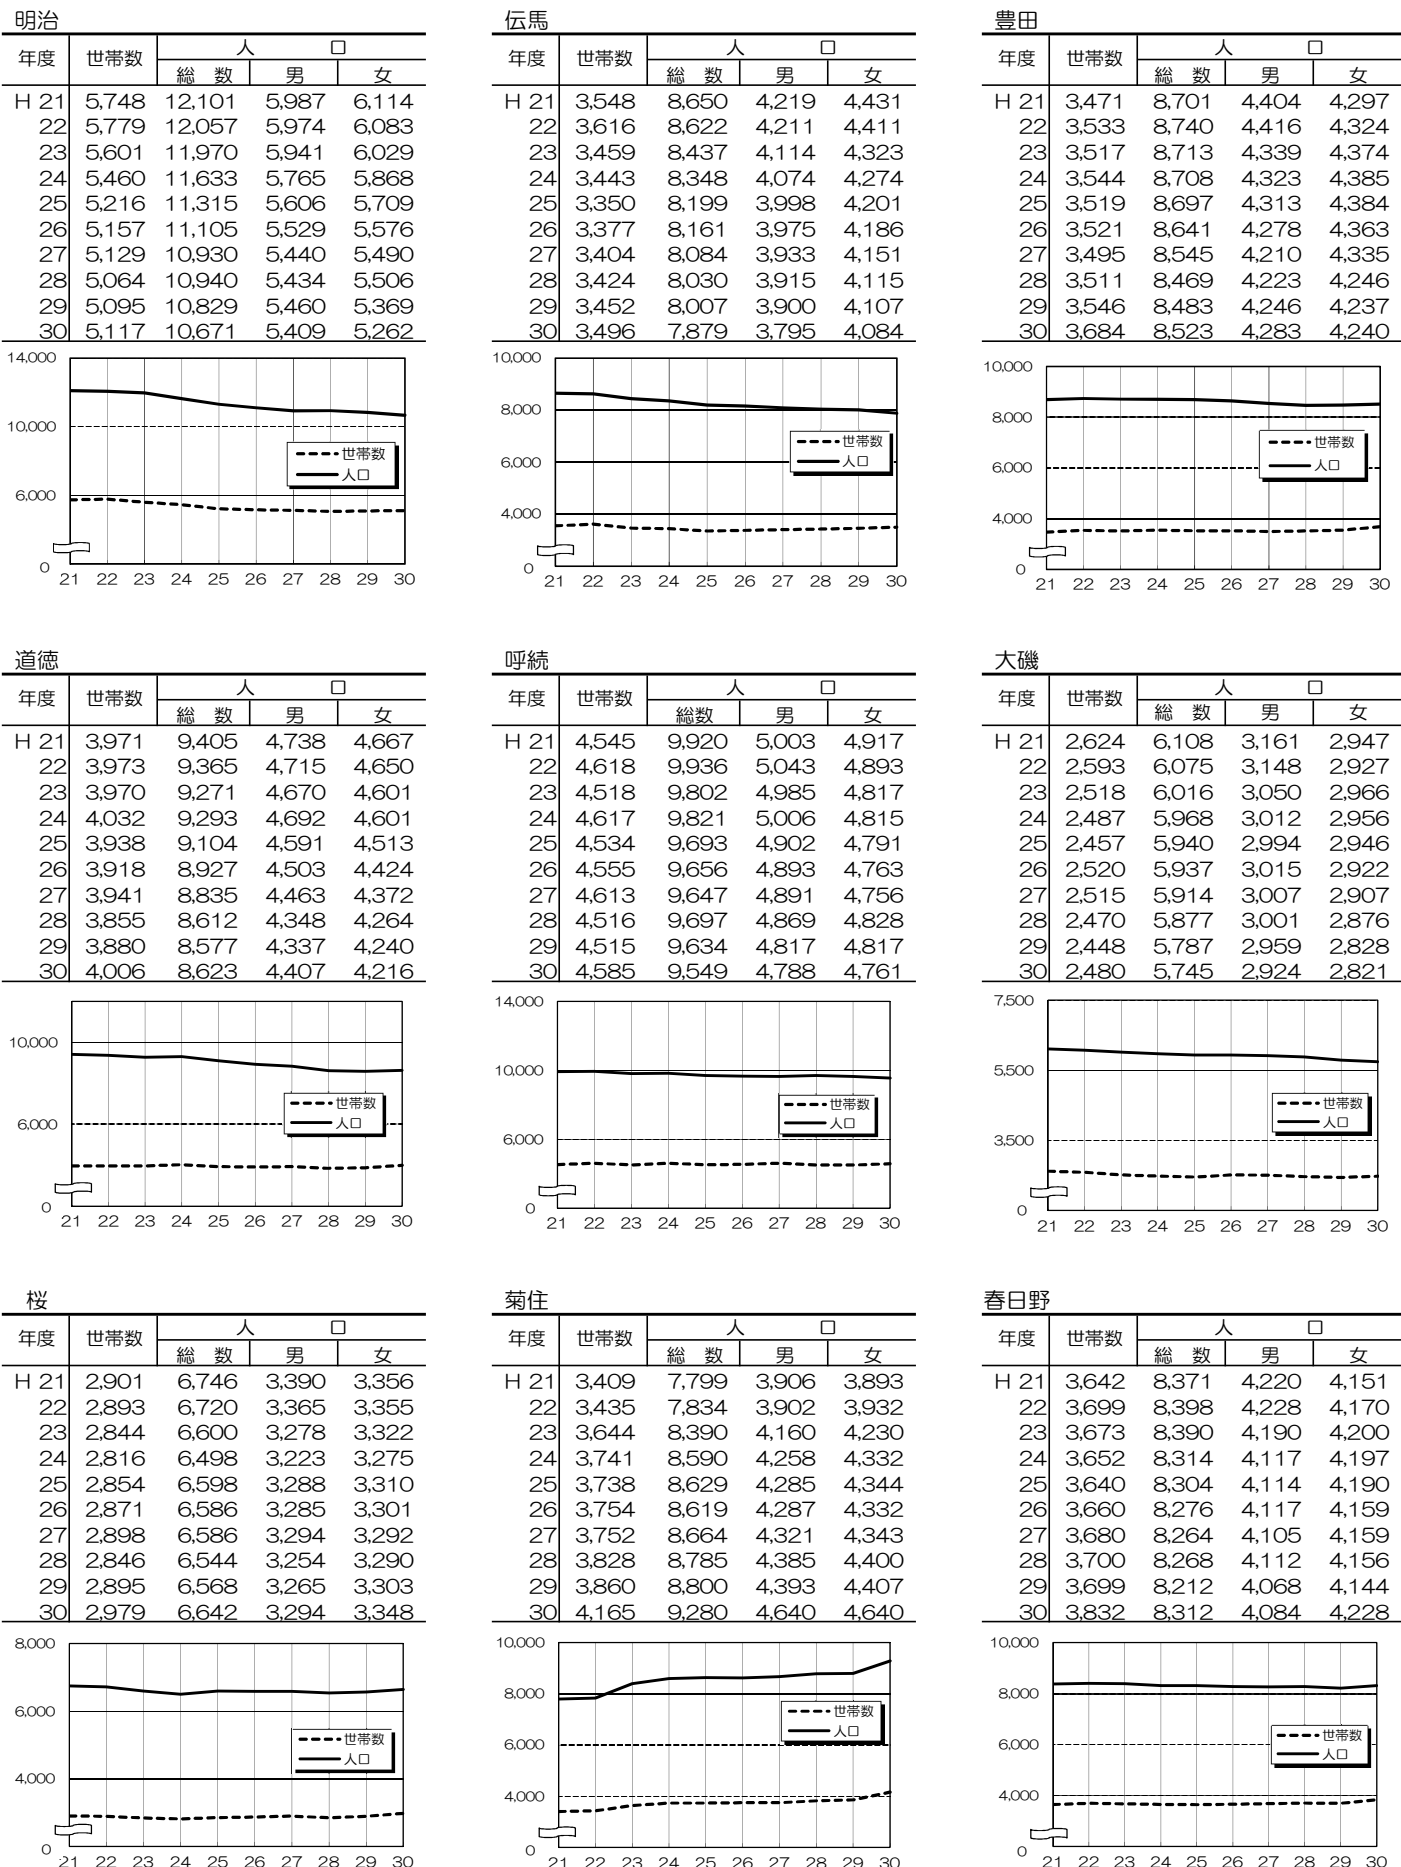 明治
年度 世帯数 人 口
総 数 男 女
H 21 5,748 12,101 5,987 6,114
22 5,779 12,057 5,974 6,083
23 5,601 11,970 5,941 6,029
24 5,460 11,633 5,765 5,868
25 5,216 11,315 5,606 5,709
26 5,157 11,105 5,529 5,576
27 5,129 10,930 5,440 5,490
28 5,064 10,940 5,434 5,506
29 5,095 10,829 5,460 5,369
30 5,117 10,671 5,409 5,262
14,000
10,000
世帯数
人口
6,000
0
21 22 23 24 25 26 27 28 29 30
伝馬
年度 世帯数 人 口
総 数 男 女
H 21 3,548 8,650 4,219 4,431
22 3,616 8,622 4,211 4,411
23 3,459 8,437 4,114 4,323
24 3,443 8,348 4,074 4,274
25 3,350 8,199 3,998 4,201
26 3,377 8,161 3,975 4,186
27 3,404 8,084 3,933 4,151
28 3,424 8,030 3,915 4,115
29 3,452 8,007 3,900 4,107
30 3,496 7,879 3,795 4,084
10,000
8,000
世帯数
人口
6,000
4,000
0
21 22 23 24 25 26 27 28 29 30
豊田
年度 世帯数 人 口
総 数 男 女
H 21 3,471 8,701 4,404 4,297
22 3,533 8,740 4,416 4,324
23 3,517 8,713 4,339 4,374
24 3,544 8,708 4,323 4,385
25 3,519 8,697 4,313 4,384
26 3,521 8,641 4,278 4,363
27 3,495 8,545 4,210 4,335
28 3,511 8,469 4,223 4,246
29 3,546 8,483 4,246 4,237
30 3,684 8,523 4,283 4,240
10,000
8,000
世帯数
人口
6,000
4,000
0
21 22 23 24 25 26 27 28 29 30
道徳
年度 世帯数 人 口
総 数 男 女
H 21 3,971 9,405 4,738 4,667
22 3,973 9,365 4,715 4,650
23 3,970 9,271 4,670 4,601
24 4,032 9,293 4,692 4,601
25 3,938 9,104 4,591 4,513
26 3,918 8,927 4,503 4,424
27 3,941 8,835 4,463 4,372
28 3,855 8,612 4,348 4,264
29 3,880 8,577 4,337 4,240
30 4,006 8,623 4,407 4,216
10,000
世帯数
人口
6,000
0
21 22 23 24 25 26 27 28 29 30
呼続
年度 世帯数 人 口
総数 男 女
H 21 4,545 9,920 5,003 4,917
22 4,618 9,936 5,043 4,893
23 4,518 9,802 4,985 4,817
24 4,617 9,821 5,006 4,815
25 4,534 9,693 4,902 4,791
26 4,555 9,656 4,893 4,763
27 4,613 9,647 4,891 4,756
28 4,516 9,697 4,869 4,828
29 4,515 9,634 4,817 4,817
30 4,585 9,549 4,788 4,761
14,000
10,000
世帯数
人口
6,000
0
21 22 23 24 25 26 27 28 29 30
大磯
年度 世帯数 人 口
総 数 男 女
H 21 2,624 6,108 3,161 2,947
22 2,593 6,075 3,148 2,927
23 2,518 6,016 3,050 2,966
24 2,487 5,968 3,012 2,956
25 2,457 5,940 2,994 2,946
26 2,520 5,937 3,015 2,922
27 2,515 5,914 3,007 2,907
28 2,470 5,877 3,001 2,876
29 2,448 5,787 2,959 2,828
30 2,480 5,745 2,924 2,821
7,500
5,500
世帯数
人口
3,500
0
21 22 23 24 25 26 27 28 29 30
桜
年度 世帯数 人 口
総 数 男 女
H 21 2,901 6,746 3,390 3,356
22 2,893 6,720 3,365 3,355
23 2,844 6,600 3,278 3,322
24 2,816 6,498 3,223 3,275
25 2,854 6,598 3,288 3,310
26 2,871 6,586 3,285 3,301
27 2,898 6,586 3,294 3,292
28 2,846 6,544 3,254 3,290
29 2,895 6,568 3,265 3,303
30 2,979 6,642 3,294 3,348
8,000
6,000
世帯数
人口
4,000
0
21 22 23 24 25 26 27 28 29 30
菊住
年度 世帯数 人 口
総 数 男 女
H 21 3,409 7,799 3,906 3,893
22 3,435 7,834 3,902 3,932
23 3,644 8,390 4,160 4,230
24 3,741 8,590 4,258 4,332
25 3,738 8,629 4,285 4,344
26 3,754 8,619 4,287 4,332
27 3,752 8,664 4,321 4,343
28 3,828 8,785 4,385 4,400
29 3,860 8,800 4,393 4,407
30 4,165 9,280 4,640 4,640
10,000
8,000
世帯数
人口
6,000
4,000
0
21 22 23 24 25 26 27 28 29 30
春日野
年度 世帯数 人 口
総 数 男 女
H 21 3,642 8,371 4,220 4,151
22 3,699 8,398 4,228 4,170
23 3,673 8,390 4,190 4,200
24 3,652 8,314 4,117 4,197
25 3,640 8,304 4,114 4,190
26 3,660 8,276 4,117 4,159
27 3,680 8,264 4,105 4,159
28 3,700 8,268 4,112 4,156
29 3,699 8,212 4,068 4,144
30 3,832 8,312 4,084 4,228
10,000
8,000
世帯数
人口
6,000
4,000
0
21 22 23 24 25 26 27 28 29 30